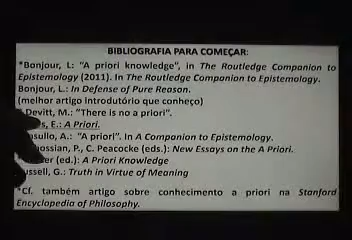 BIBLIOGRAFIA PARA COMEÇAR:
*Bonjour, L: "A priori knowledge", in The Routledge Companion to
Epistemology (2011). In The Routledge Companion to Epistemology.
Bonjour, L.: In Defense of Pure Reason.
(melhor artigo introdutório que conheço)
Devitt, M.: "There is no a priori".
E.: A Priori.
A.: "A priori". In A Companion to Epistemology.
P., C. Peacocke (eds.): New Essays on the A Priori.
(ed.): A Priori Knowledge
G.: Truth in Virtue of Meaning
*Cf. também artigo sobre conhecimento a priori na Stanford
Encyclopedia of Philosophy.